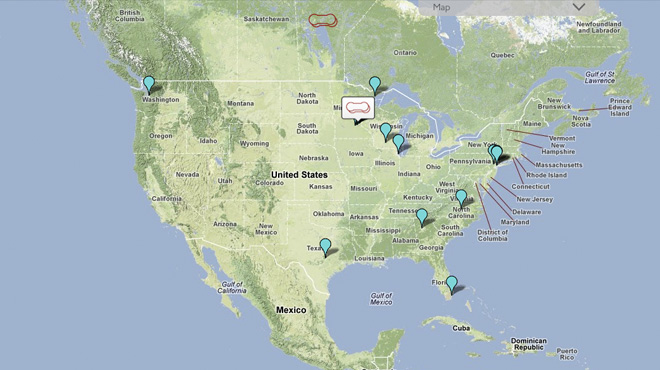 Map
British
Columbia
Saskatchewan
Newfoundland
and Labrador
Ontario
Quebec
Gulf of
St Lawrence
Washington
Montana
North
Dakota
New
Brunswick
Prince
Edward
Island
Nova
Scotia
Maine
Oregon
Idaho
South
Dakota
Wisconsin
Michigan
New York
Vermont
New
Hampshire
Wyoming
Iowa
Nebraska
Illinois
Indiana
Ohio
Pennsylvania
Massachusetts
Rhode Island
Connecticut
Nevada
Utah
Colorado
United States
Kansas
Missouri
Kentucky
West
Virginia
New Jersey
Delaware
Maryland
District of
Columbia
California
Arizona
New
Mexico
Oklahoma
Arkansas
Tennessee
North
Carolina
South
Carolina
Mississippi
Alabama
Georgia
Texas
Louisiana
Florida
Gulf of
California
Gulf of
Mexico
Mexico
Cuba
Dominican
Republic
Puerto
Rico